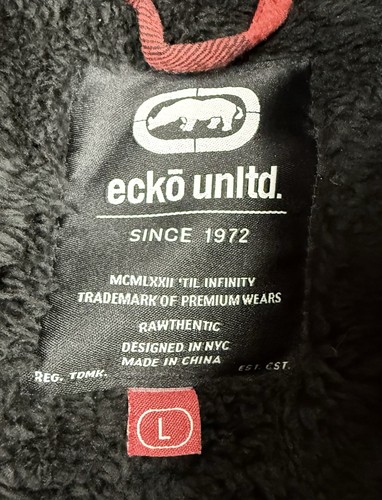 eckō unltd.
SINCE 1972
MCMLXXII 'TIL INFINITY
TRADEMARK OF PREMIUM WEARS
RAWTHENTIC
DESIGNED IN NYC
MADE IN CHINA
REG. TDMK. EST. CST.
L